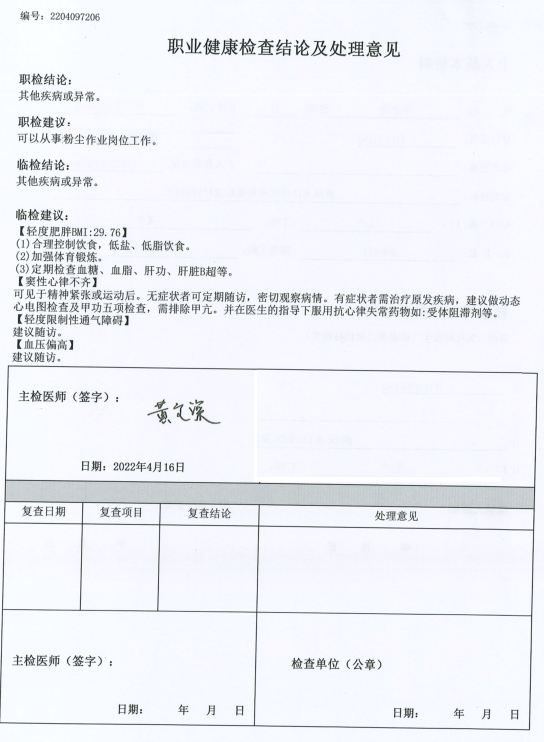 编号：2204097206
职业健康检查结论及处理意见
职检结论：
其他疾病或异常。
职检建议：
可以从事粉尘作业岗位工作。
临检结论：
其他疾病或异常。
临检建议：
【轻度肥胖BMI:29.76】
(1)合理控制饮食，低盐、低脂饮食。
(2)加强体育锻炼。
(3)定期检查血糖、血脂、肝功、肝脏B超等。
【窦性心律不齐】
可见于精神紧张或运动后。无症状者可定期随访，密切观察病情。有症状者需治疗原发疾病，建议做动态
心电图检查及甲功五项检查，需排除甲亢。并在医生的指导下服用抗心律失常药物如:受体阻滞剂等。
【轻度限制性通气障碍】
建议随访。
【血压偏高】
建议随访。
主检医师（签字）：
日期：2022年4月16日
复查日期 复查项目 复查结论 处理意见
主检医师（签字）： 检查单位（公章）
日期： 年 月 日 日期： 年 月 日